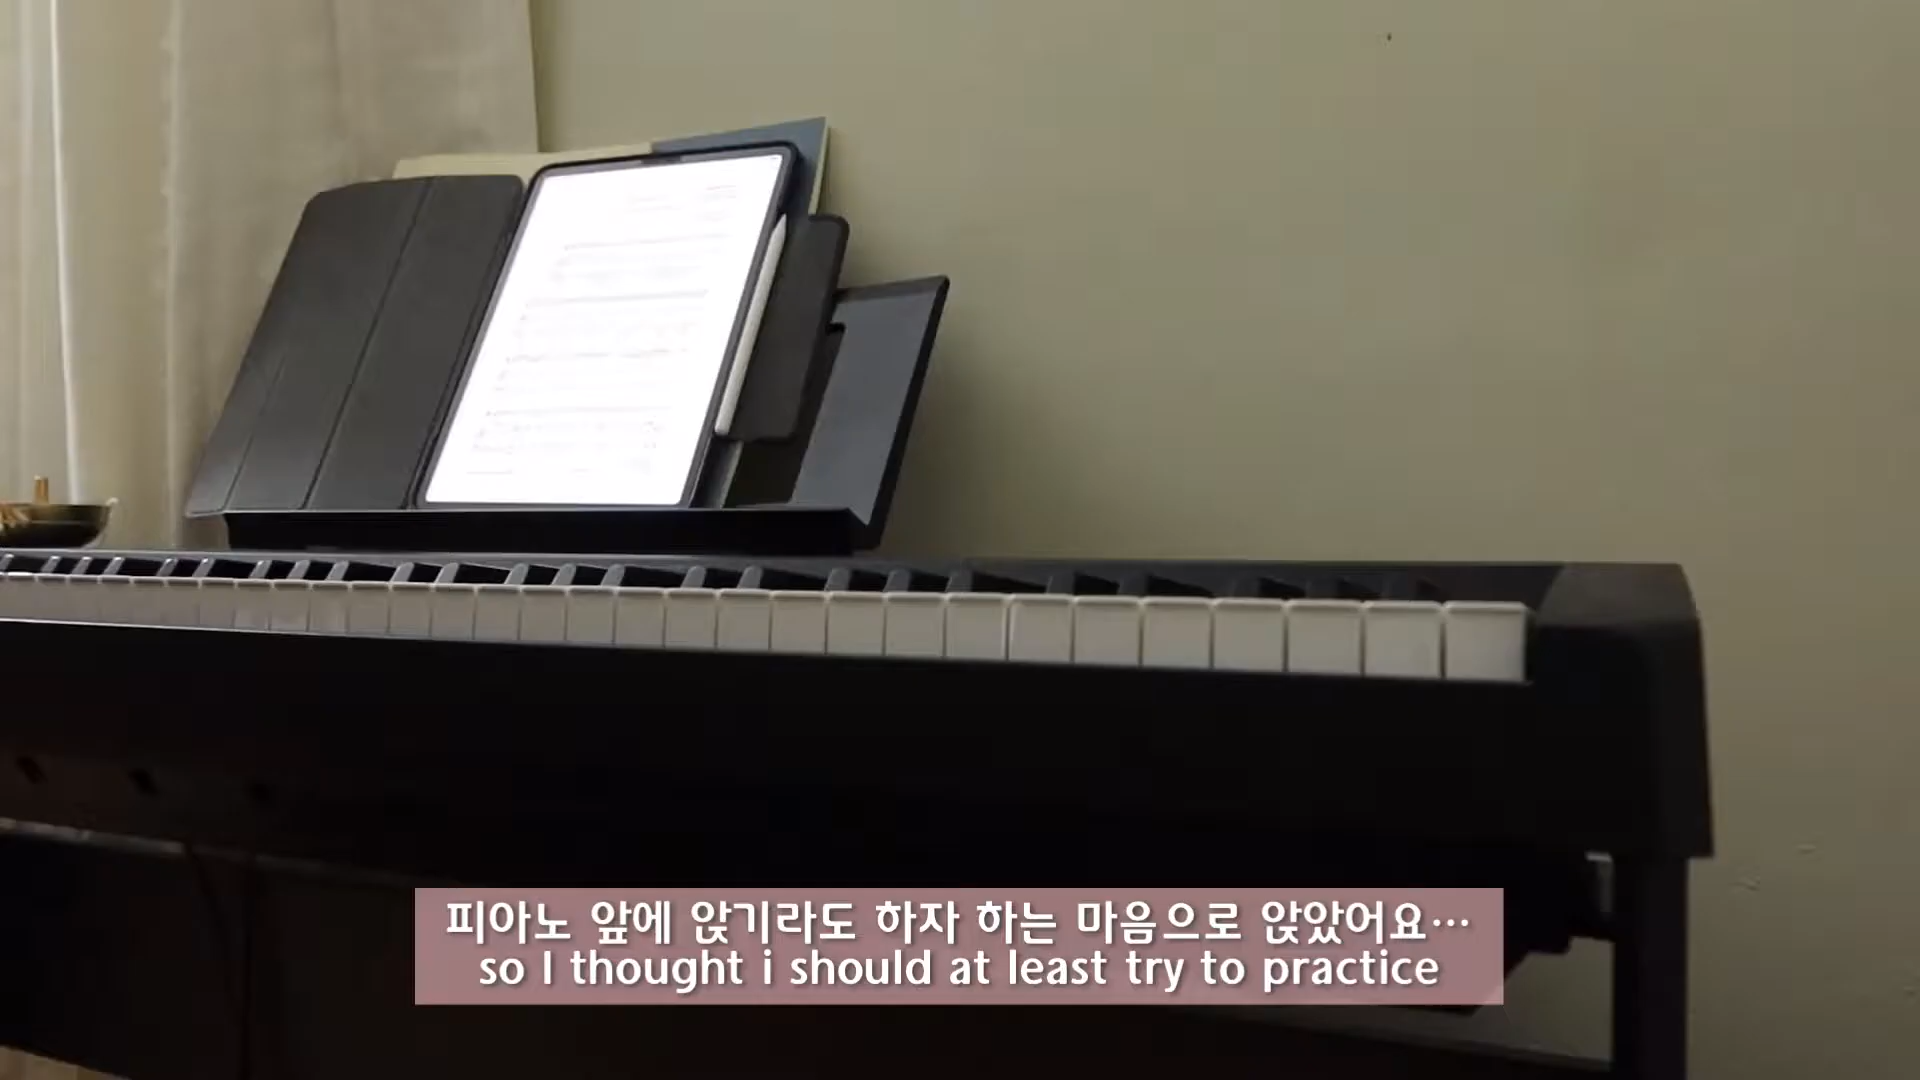 피아노 앞에 앉기라도 하자 하는 마음으로 앉았어요…
so I thought i should at least try to practice